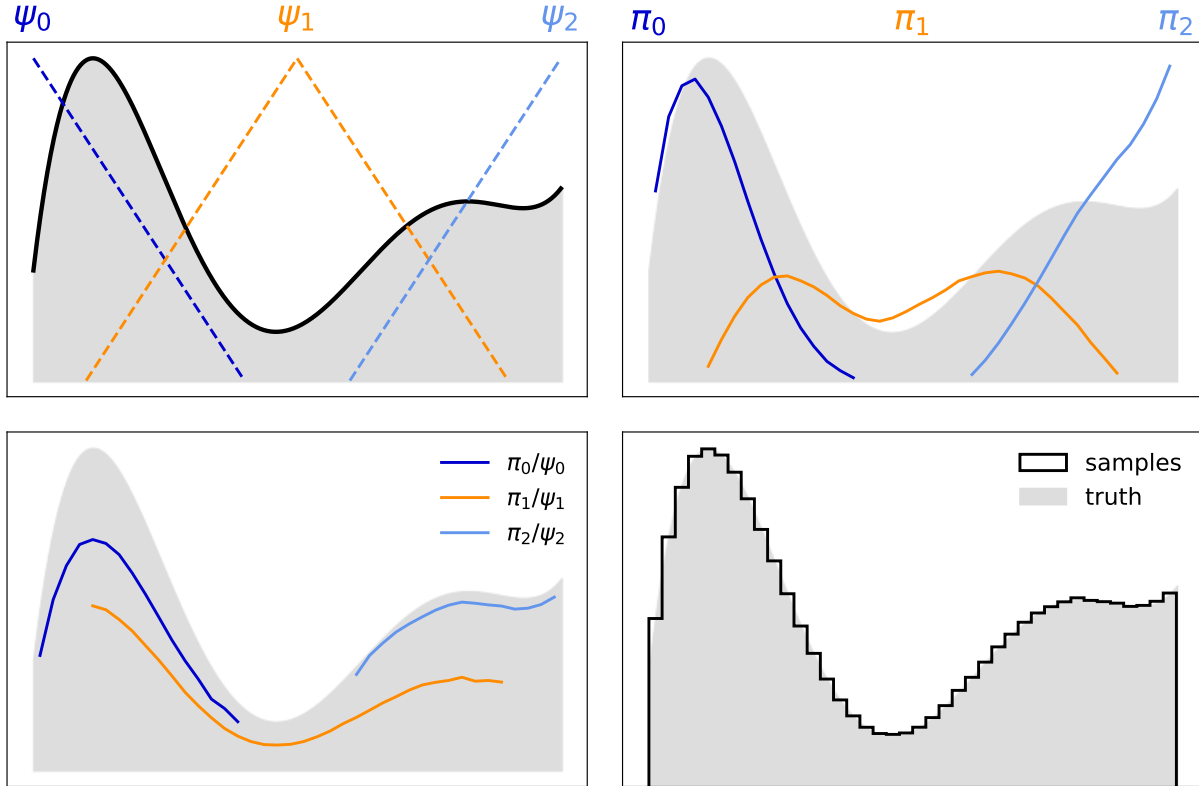 ψ₀ ψ₁ ψ₂
π₀ π₁ π₂
π₀/ψ₀
π₁/ψ₁
π₂/ψ₂
samples
truth